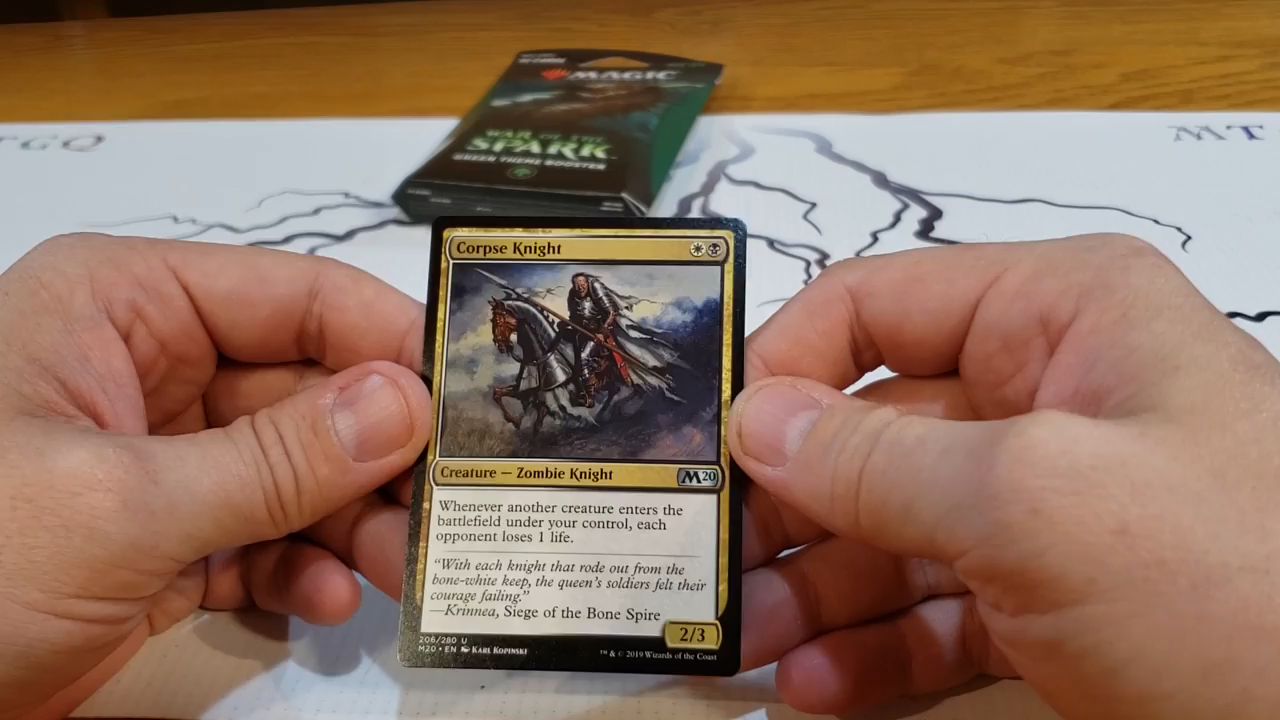 MAGIC
WAR OF THE
SPARK
GREEN THEME BOOSTER
TGQ
MT
Corpse Knight
Creature — Zombie Knight
M20
Whenever another creature enters the
battlefield under your control, each
opponent loses 1 life.
“With each knight that rode out from the
bone-white keep, the queen’s soldiers felt their
courage failing.”
—Krinnea, Siege of the Bone Spire
2/3
206/280 U
M20 • EN Karl Kopinski
™ & © 2019 Wizards of the Coast